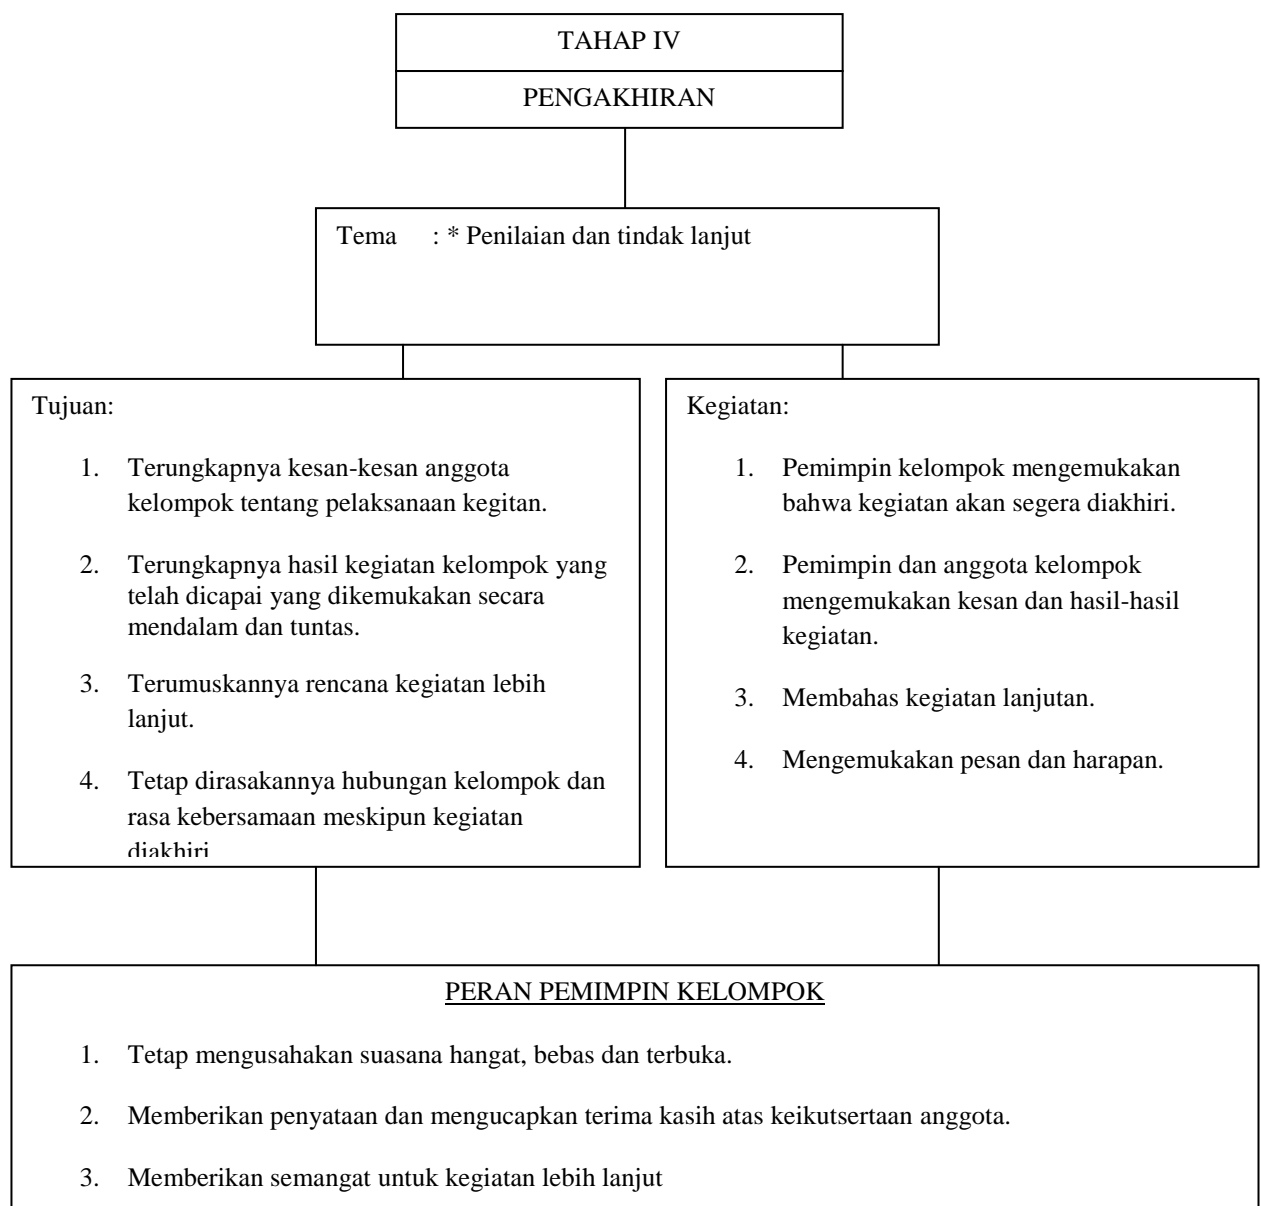 TAHAP IV
PENGAKHIRAN
Tema : * Penilaian dan tindak lanjut
Tujuan:
1. Terungkapnya kesan-kesan anggota
kelompok tentang pelaksanaan kegitan.
2. Terungkapnya hasil kegiatan kelompok yang
telah dicapai yang dikemukakan secara
mendalam dan tuntas.
3. Terumuskannya rencana kegiatan lebih
lanjut.
4. Tetap dirasakannya hubungan kelompok dan
rasa kebersamaan meskipun kegiatan
diakhiri
Kegiatan:
1. Pemimpin kelompok mengemukakan
bahwa kegiatan akan segera diakhiri.
2. Pemimpin dan anggota kelompok
mengemukakan kesan dan hasil-hasil
kegiatan.
3. Membahas kegiatan lanjutan.
4. Mengemukakan pesan dan harapan.
PERAN PEMIMPIN KELOMPOK
1. Tetap mengusahakan suasana hangat, bebas dan terbuka.
2. Memberikan penyataan dan mengucapkan terima kasih atas keikutsertaan anggota.
3. Memberikan semangat untuk kegiatan lebih lanjut